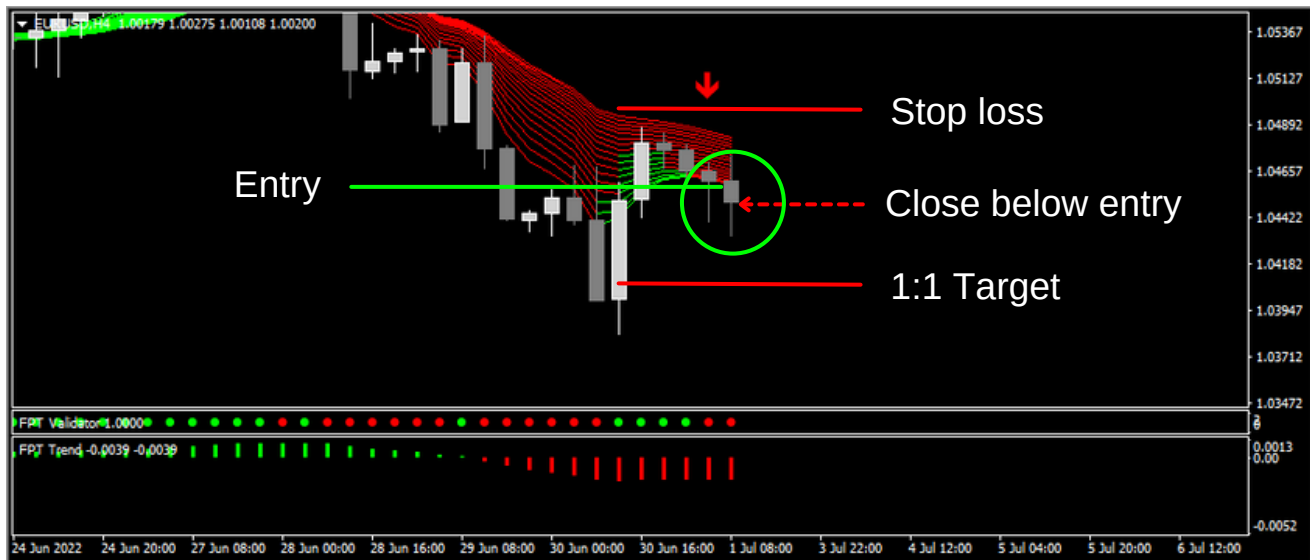 EURUSD,H4 1.00179 1.00275 1.00108 1.00200
1.05367
1.05127
Stop loss
1.04892
1.04657
Entry
Close below entry
1.04422
1.04182
1:1 Target
1.03947
1.03712
1.03472
FPT Validator 1.0000
FPT Trend -0.0039 -0.0039
0.0013
0.00
-0.0052
24 Jun 2022 24 Jun 20:00 27 Jun 08:00 28 Jun 00:00 28 Jun 16:00 29 Jun 08:00 30 Jun 00:00 30 Jun 16:00 1 Jul 08:00 3 Jul 22:00 4 Jul 12:00 5 Jul 04:00 5 Jul 20:00 6 Jul 12:00